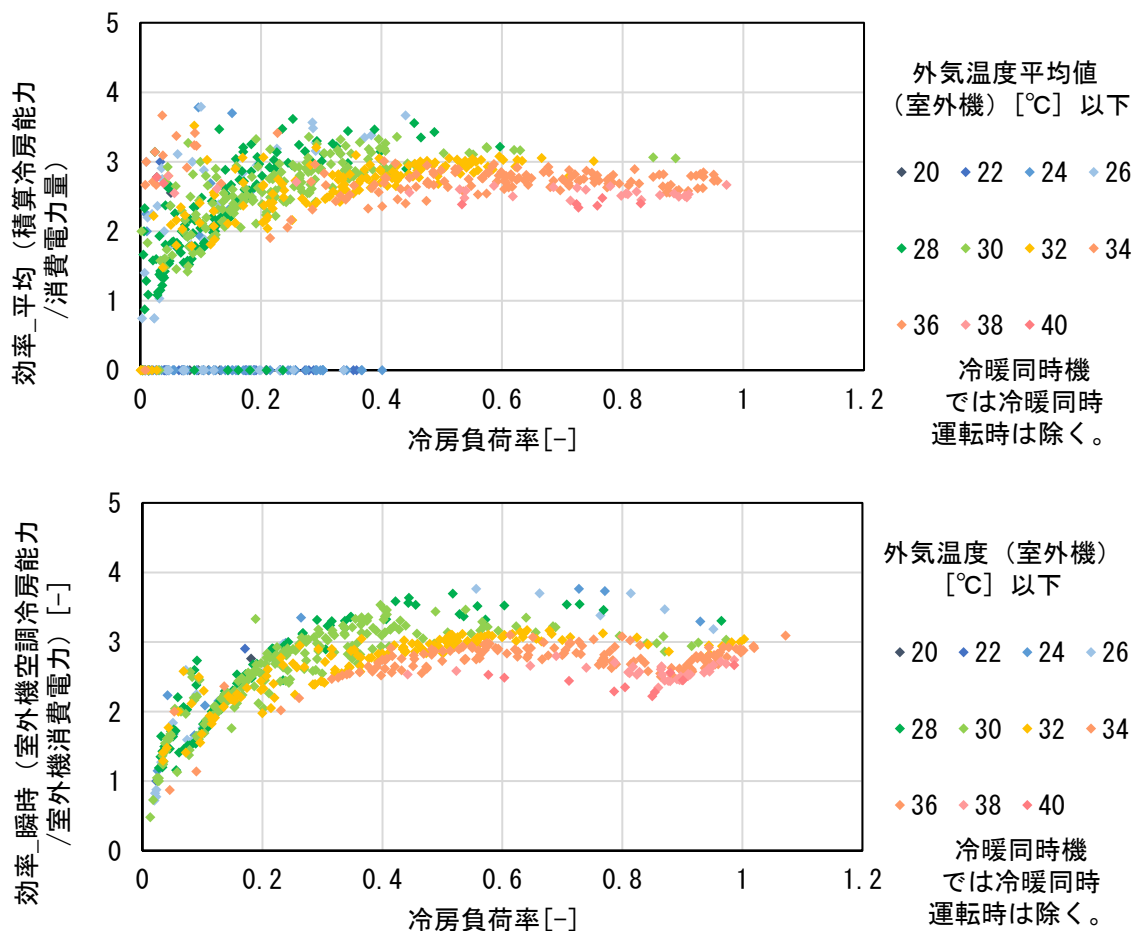 効率_平均（積算冷房能力
/消費電力量）
5
4
3
2
1
0
0
0.2
0.4
0.6
0.8
1
1.2
冷房負荷率[-]
外気温度平均値
（室外機）[℃] 以下
20 22 24 26
28 30 32 34
36 38 40
冷暖同時機
では冷暖同時
運転時は除く。
効率_瞬時（室外機空調冷房能力
/室外機消費電力）[-]
5
4
3
2
1
0
0
0.2
0.4
0.6
0.8
1
1.2
冷房負荷率[-]
外気温度（室外機）
[℃] 以下
20 22 24 26
28 30 32 34
36 38 40
冷暖同時機
では冷暖同時
運転時は除く。